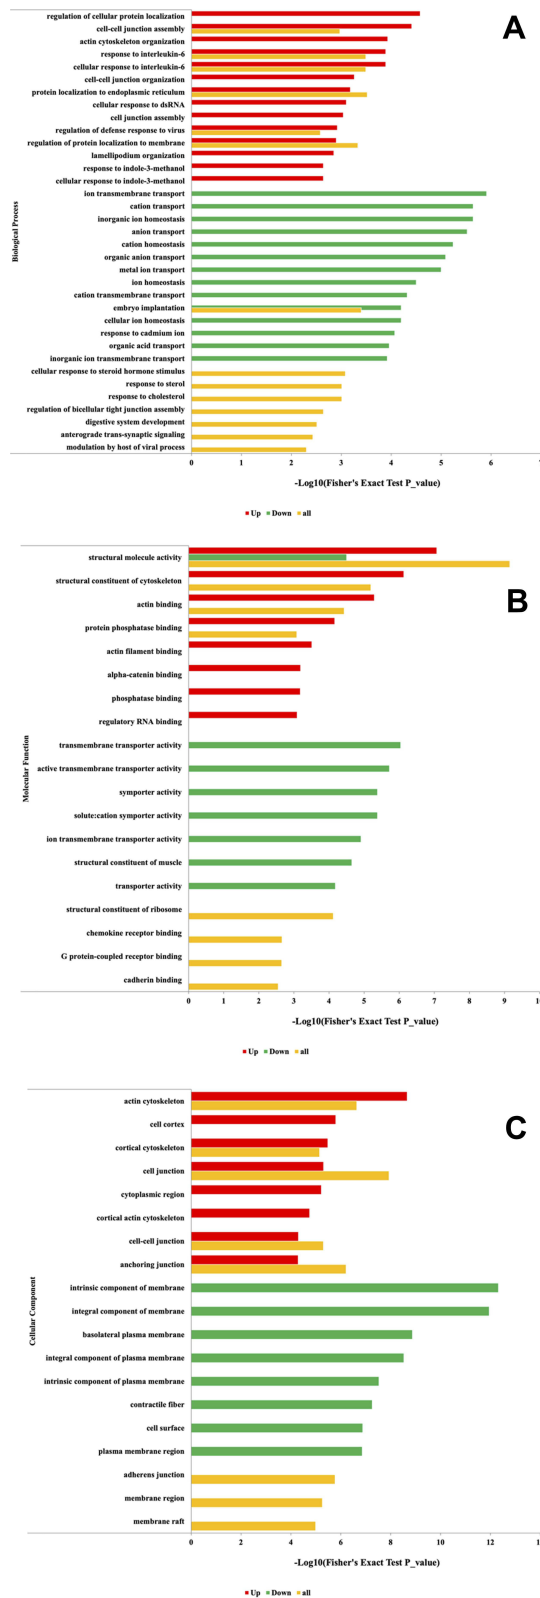 A
regulation of cellular protein localization
cell-cell junction assembly
actin cytoskeleton organization
response to interleukin-6
cellular response to interleukin-6
cell-cell junction organization
protein localization to endoplasmic reticulum
cellular response to dsRNA
cell junction assembly
regulation of defense response to virus
regulation of protein localization to membrane
lamellipodium organization
response to indole-3-methanol
cellular response to indole-3-methanol
ion transmembrane transport
cation transport
inorganic ion homeostasis
anion transport
cation homeostasis
organic anion transport
metal ion transport
ion homeostasis
cation transmembrane transport
embryo implantation
cellular ion homeostasis
response to cadmium ion
organic acid transport
inorganic ion transmembrane transport
cellular response to steroid hormone stimulus
response to sterol
response to cholesterol
regulation of bicellular tight junction assembly
digestive system development
anterograde trans-synaptic signaling
modulation by host of viral process
Biological Process
0 1 2 3 4 5 6
-Log10(Fisher's Exact Test P_value)
Up Down all
B
structural molecule activity
structural constituent of cytoskeleton
actin binding
protein phosphatase binding
actin filament binding
alpha-catenin binding
phosphatase binding
regulatory RNA binding
transmembrane transporter activity
active transmembrane transporter activity
symporter activity
solute:cation symporter activity
ion transmembrane transporter activity
structural constituent of muscle
transporter activity
structural constituent of ribosome
chemokine receptor binding
G protein-coupled receptor binding
cadherin binding
Molecular Function
0 1 2 3 4 5 6 7 8 9 10
-Log10(Fisher's Exact Test P_value)
Up Down all
C
actin cytoskeleton
cell cortex
cortical cytoskeleton
cell junction
cytoplasmic region
cortical actin cytoskeleton
cell-cell junction
anchoring junction
intrinsic component of membrane
integral component of membrane
basolateral plasma membrane
integral component of plasma membrane
intrinsic component of plasma membrane
contractile fiber
cell surface
plasma membrane region
adherens junction
membrane region
membrane raft
Cellular Component
0 2 4 6 8 10 12
-Log10(Fisher's Exact Test P_value)
Up Down all